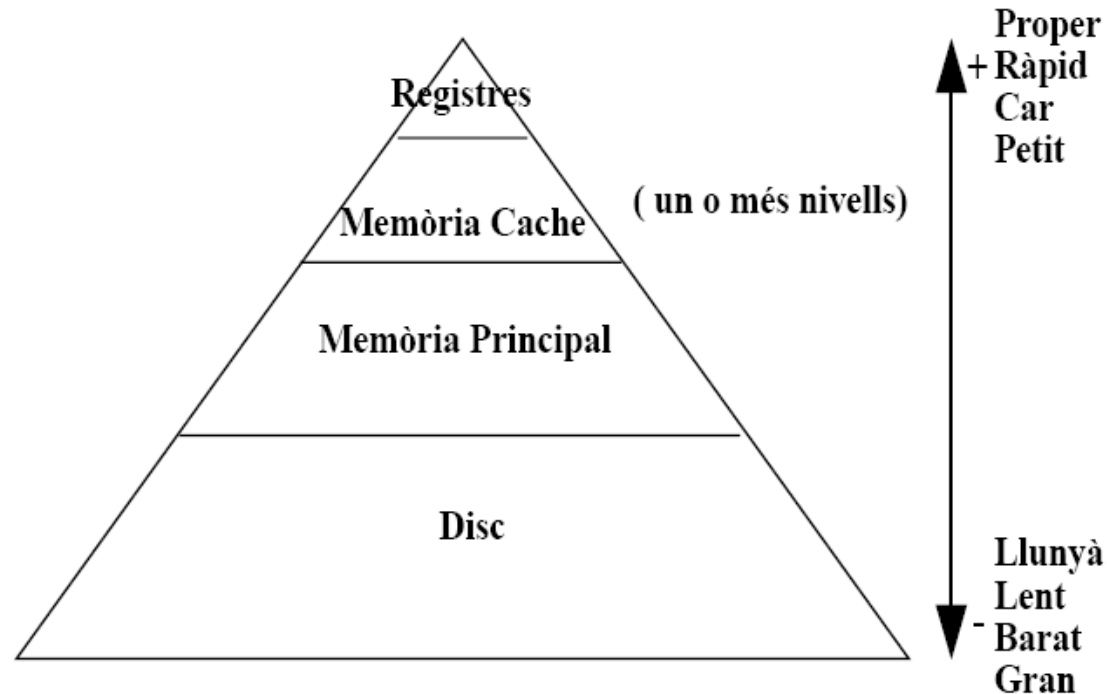 Proper
+ Ràpid
Car
Petit
Registres
( un o més nivells)
Memòria Cache
Memòria Principal
Disc
Llunyà
Lent
- Barat
Gran